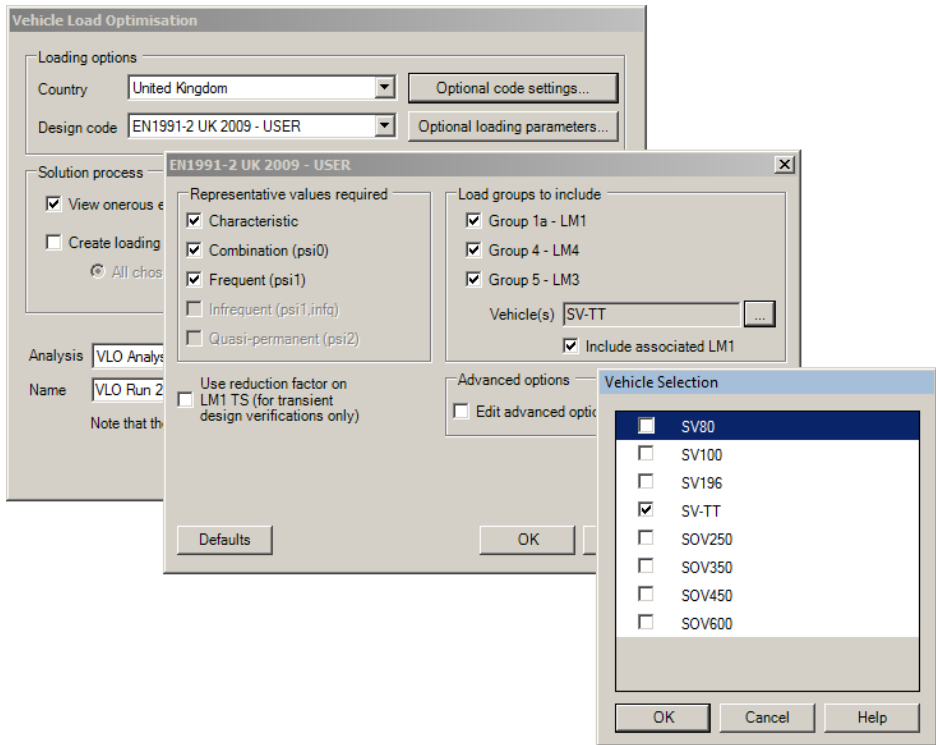 Vehicle Load Optimisation
Loading options
Country
United Kingdom
Optional code settings...
Design code
EN1991-2 UK 2009 - USER
Optional loading parameters...
Solution process
View onerous e
Create loading
All chos
Analysis
VLO Analys
Name
VLO Run 2
Note that th
EN1991-2 UK 2009 - USER
Representative values required
Characteristic
Combination (psi0)
Frequent (psi1)
Infrequent (psi1,infq)
Quasi-permanent (psi2)
Use reduction factor on
LM1 TS (for transient
design verifications only)
Load groups to include
Group 1a - LM1
Group 4 - LM4
Group 5 - LM3
Vehicle(s)
SV-TT
...
Include associated LM1
Advanced options
Edit advanced optic
Defaults
OK
Vehicle Selection
SV80
SV100
SV196
SV-TT
SOV250
SOV350
SOV450
SOV600
OK
Cancel
Help